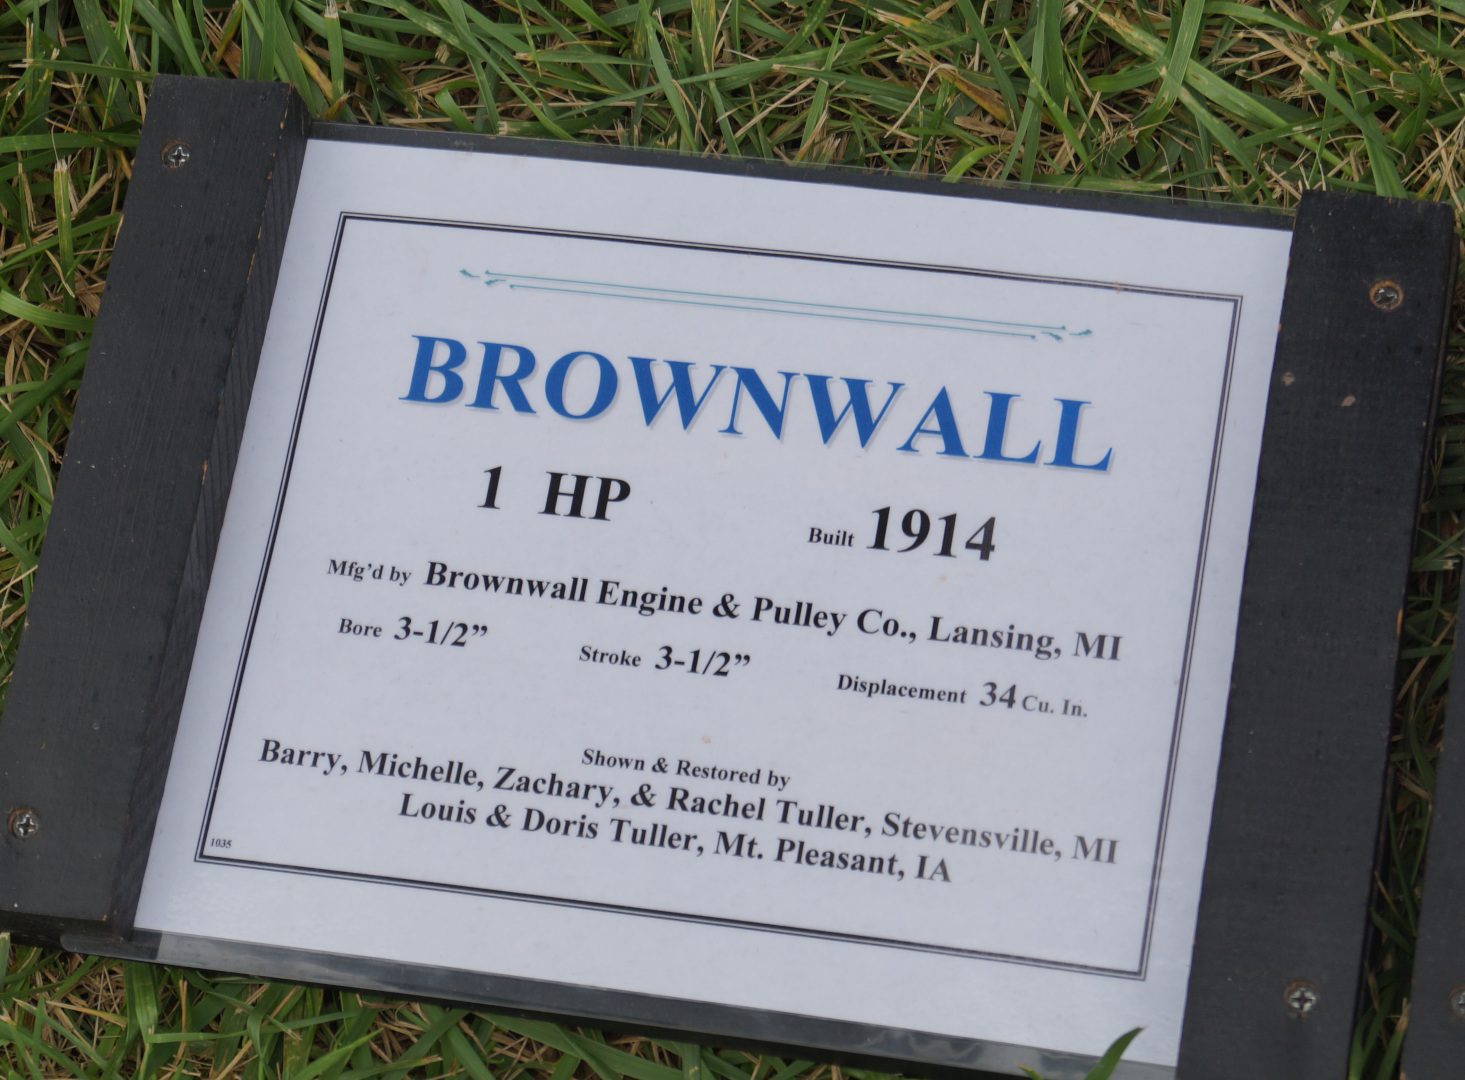 BROWNWALL
1 HP Built 1914
Mfg'd by Brownwall Engine & Pulley Co., Lansing, MI
Bore 3-1/2” Stroke 3-1/2” Displacement 34 Cu. In.
Shown & Restored by
Barry, Michelle, Zachary, & Rachel Tuller, Stevensville, MI
Louis & Doris Tuller, Mt. Pleasant, IA
1035